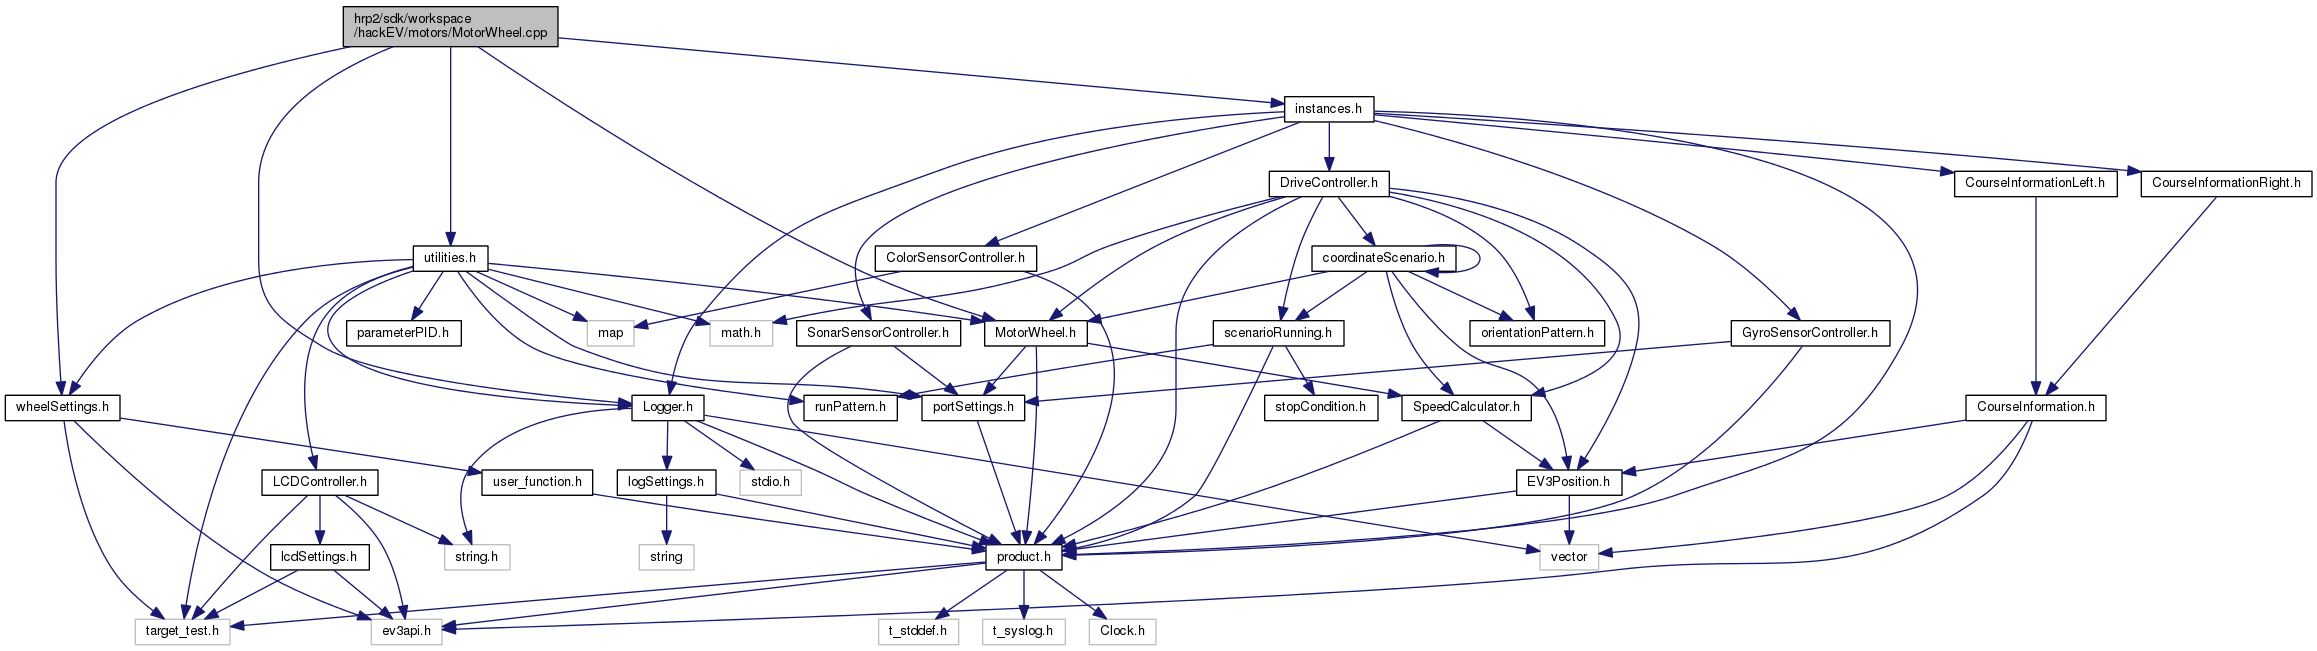 hrp2/sdk/workspace
/hackEV/motors/MotorWheel.cpp
instances.h
DriveController.h
CourseInformationLeft.h
CourseInformationRight.h
utilities.h
ColorSensorController.h
coordinateScenario.h
parameterPID.h
map
math.h
SonarSensorController.h
MotorWheel.h
scenarioRunning.h
orientationPattern.h
GyroSensorController.h
wheelSettings.h
Logger.h
runPattern.h
portSettings.h
stopCondition.h
SpeedCalculator.h
CourseInformation.h
LCDController.h
user_function.h
logSettings.h
stdio.h
EV3Position.h
lcdSettings.h
string.h
string
product.h
vector
target_test.h
ev3api.h
t_stddef.h
t_syslog.h
Clock.h